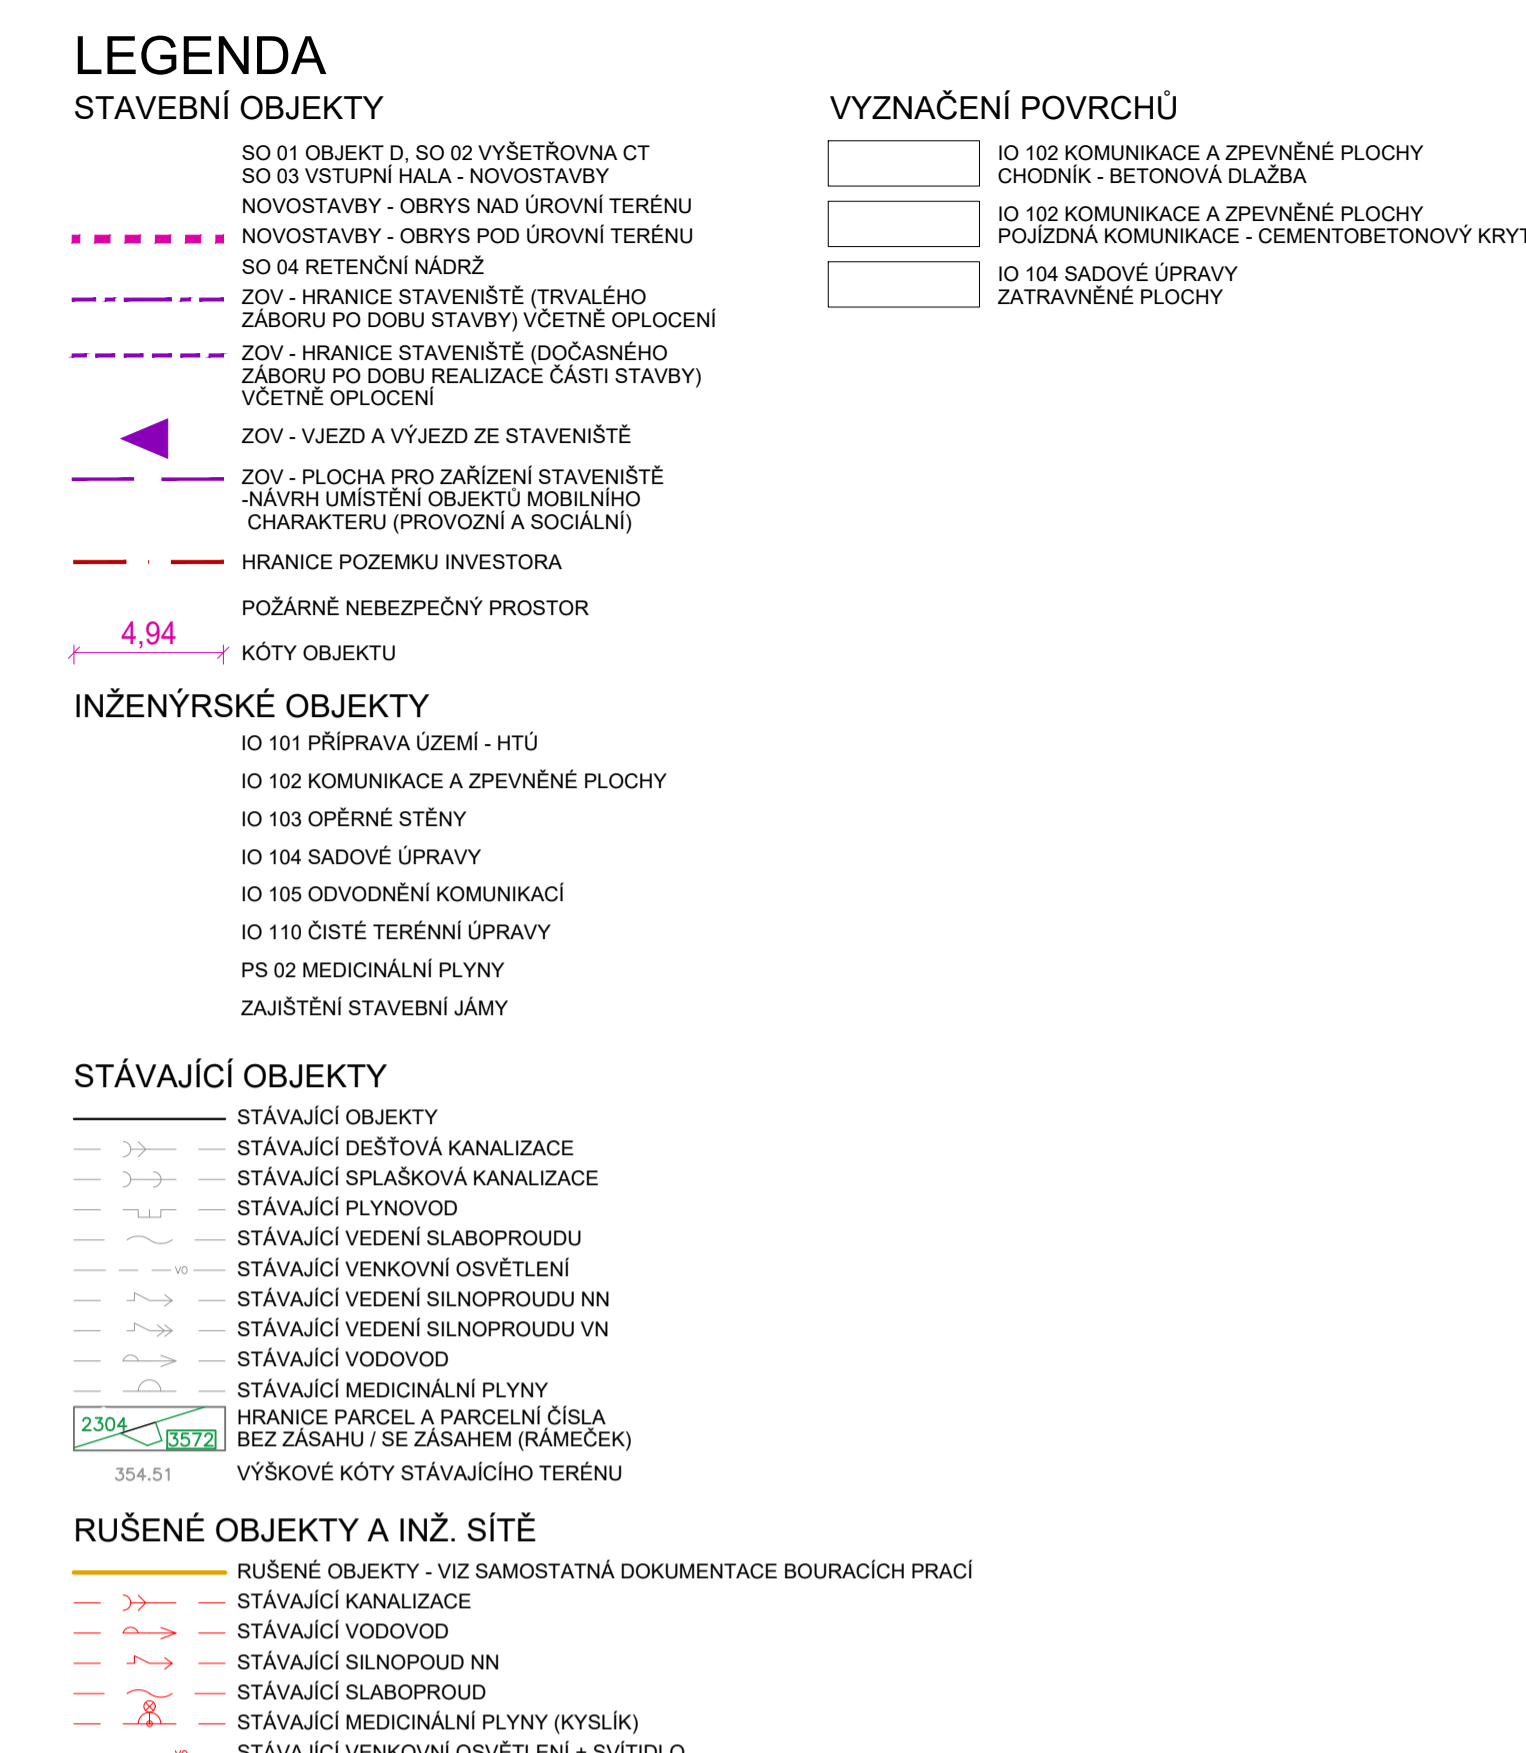 LEGENDA
STAVEBNÍ OBJEKTY
SO 01 OBJEKT D, SO 02 VYŠETŘOVNA CT
SO 03 VSTUPNÍ HALA - NOVOSTAVBY
NOVOSTAVBY - OBRYS NAD ÚROVNÍ TERÉNU
NOVOSTAVBY - OBRYS POD ÚROVNÍ TERÉNU
SO 04 RETENČNÍ NÁDRŽ
ZOV - HRANICE STAVENIŠTĚ (TRVALÉHO
ZÁBORU PO DOBU STAVBY) VČETNĚ OPLOCENÍ
ZOV - HRANICE STAVENIŠTĚ (DOČASNÉHO
ZÁBORU PO DOBU REALIZACE ČÁSTI STAVBY)
VČETNĚ OPLOCENÍ
ZOV - VJEZD A VÝJEZD ZE STAVENIŠTĚ
ZOV - PLOCHA PRO ZAŘÍZENÍ STAVENIŠTĚ
-NÁVRH UMÍSTĚNÍ OBJEKTŮ MOBILNÍHO
CHARAKTERU (PROVOZNÍ A SOCIÁLNÍ)
HRANICE POZEMKU INVESTORA
POŽÁRNĚ NEBEZPEČNÝ PROSTOR
4,94
KÓTY OBJEKTU
VYZNAČENÍ POVRCHŮ
IO 102 KOMUNIKACE A ZPEVNĚNÉ PLOCHY
CHODNÍK - BETONOVÁ DLAŽBA
IO 102 KOMUNIKACE A ZPEVNĚNÉ PLOCHY
POJÍZDNÁ KOMUNIKACE - CEMENTOBETONOVÝ KRYT
IO 104 SADOVÉ ÚPRAVY
ZATRAVNĚNÉ PLOCHY
INŽENÝRSKÉ OBJEKTY
IO 101 PŘÍPRAVA ÚZEMÍ - HTÚ
IO 102 KOMUNIKACE A ZPEVNĚNÉ PLOCHY
IO 103 OPĚRNÉ STĚNY
IO 104 SADOVÉ ÚPRAVY
IO 105 ODVODNĚNÍ KOMUNIKACÍ
IO 110 ČISTÉ TERÉNNÍ ÚPRAVY
PS 02 MEDICINÁLNÍ PLYNY
ZAJIŠTĚNÍ STAVEBNÍ JÁMY
STÁVAJÍCÍ OBJEKTY
STÁVAJÍCÍ OBJEKTY
STÁVAJÍCÍ DEŠŤOVÁ KANALIZACE
STÁVAJÍCÍ SPLAŠKOVÁ KANALIZACE
STÁVAJÍCÍ PLYNOVOD
STÁVAJÍCÍ VEDENÍ SLABOPROUDU
VO STÁVAJÍCÍ VENKOVNÍ OSVĚTLENÍ
STÁVAJÍCÍ VEDENÍ SILNOPROUDU NN
STÁVAJÍCÍ VEDENÍ SILNOPROUDU VN
STÁVAJÍCÍ VODOVOD
STÁVAJÍCÍ MEDICINÁLNÍ PLYNY
2304 3572
HRANICE PARCEL A PARCELNÍ ČÍSLA
BEZ ZÁSAHU / SE ZÁSAHEM (RÁMEČEK)
354.51 VÝŠKOVÉ KÓTY STÁVAJÍCÍHO TERÉNU
RUŠENÉ OBJEKTY A INŽ. SÍTĚ
RUŠENÉ OBJEKTY - VIZ SAMOSTATNÁ DOKUMENTACE BOURACÍCH PRACÍ
STÁVAJÍCÍ KANALIZACE
STÁVAJÍCÍ VODOVOD
STÁVAJÍCÍ SILNOPOUD NN
STÁVAJÍCÍ SLABOPROUD
STÁVAJÍCÍ MEDICINÁLNÍ PLYNY (KYSLÍK)
VO STÁVAJÍCÍ VENKOVNÍ OSVĚTLENÍ + SVÍTIDLO